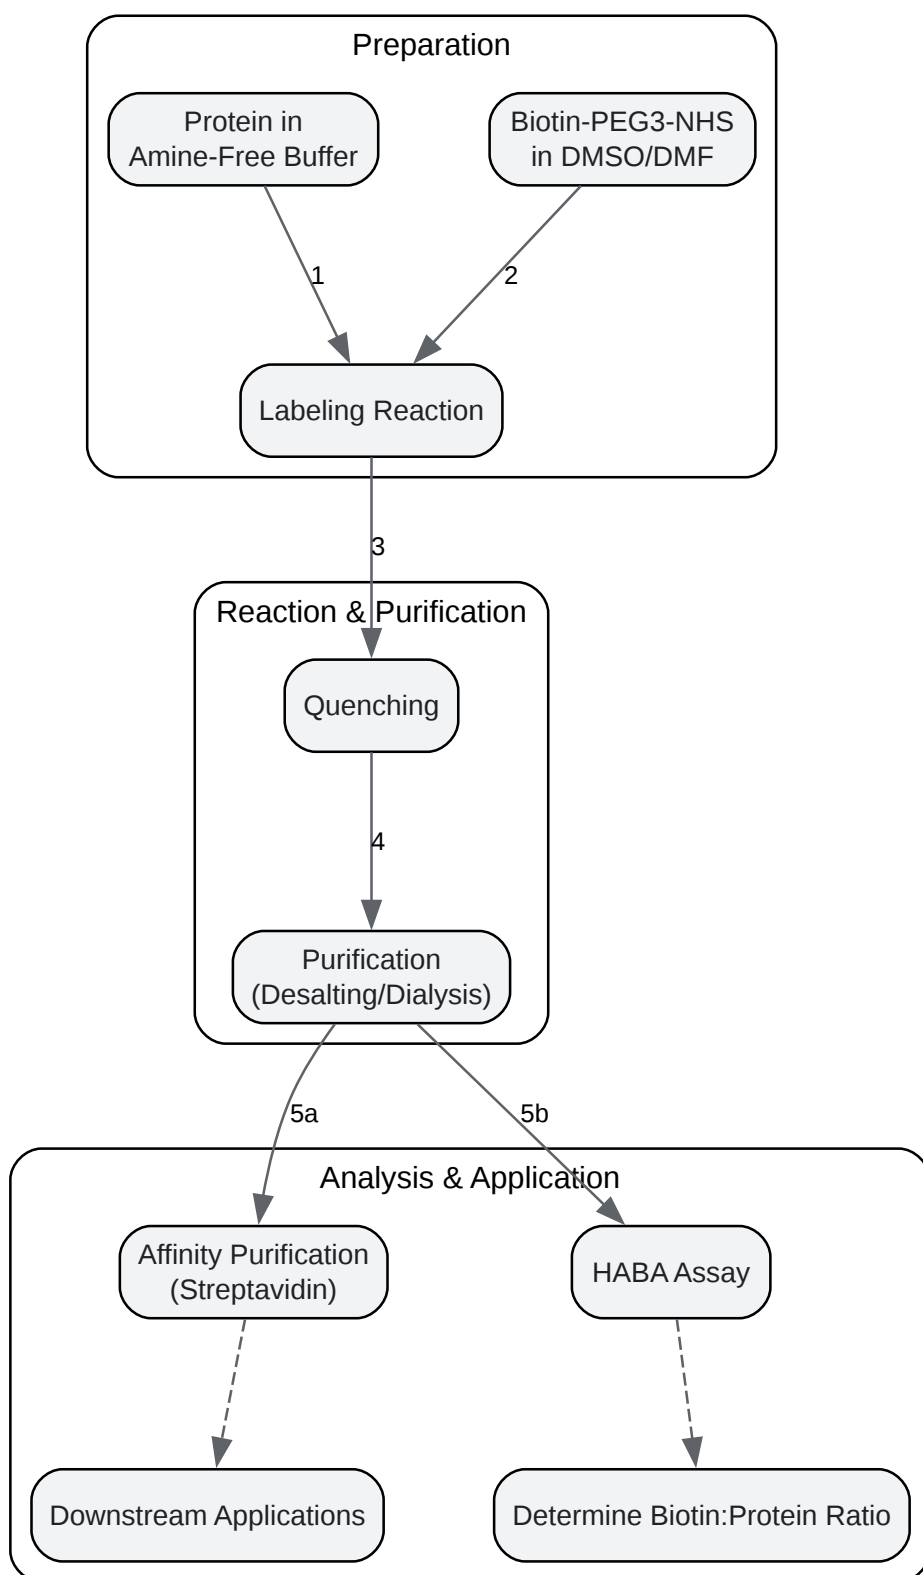 Preparation
Protein in
Amine-Free Buffer
Biotin-PEG3-NHS
in DMSO/DMF
1
2
Labeling Reaction
3
Reaction & Purification
Quenching
4
Purification
(Desalting/Dialysis)
5a
5b
Analysis & Application
Affinity Purification
(Streptavidin)
HABA Assay
Downstream Applications
Determine Biotin:Protein Ratio